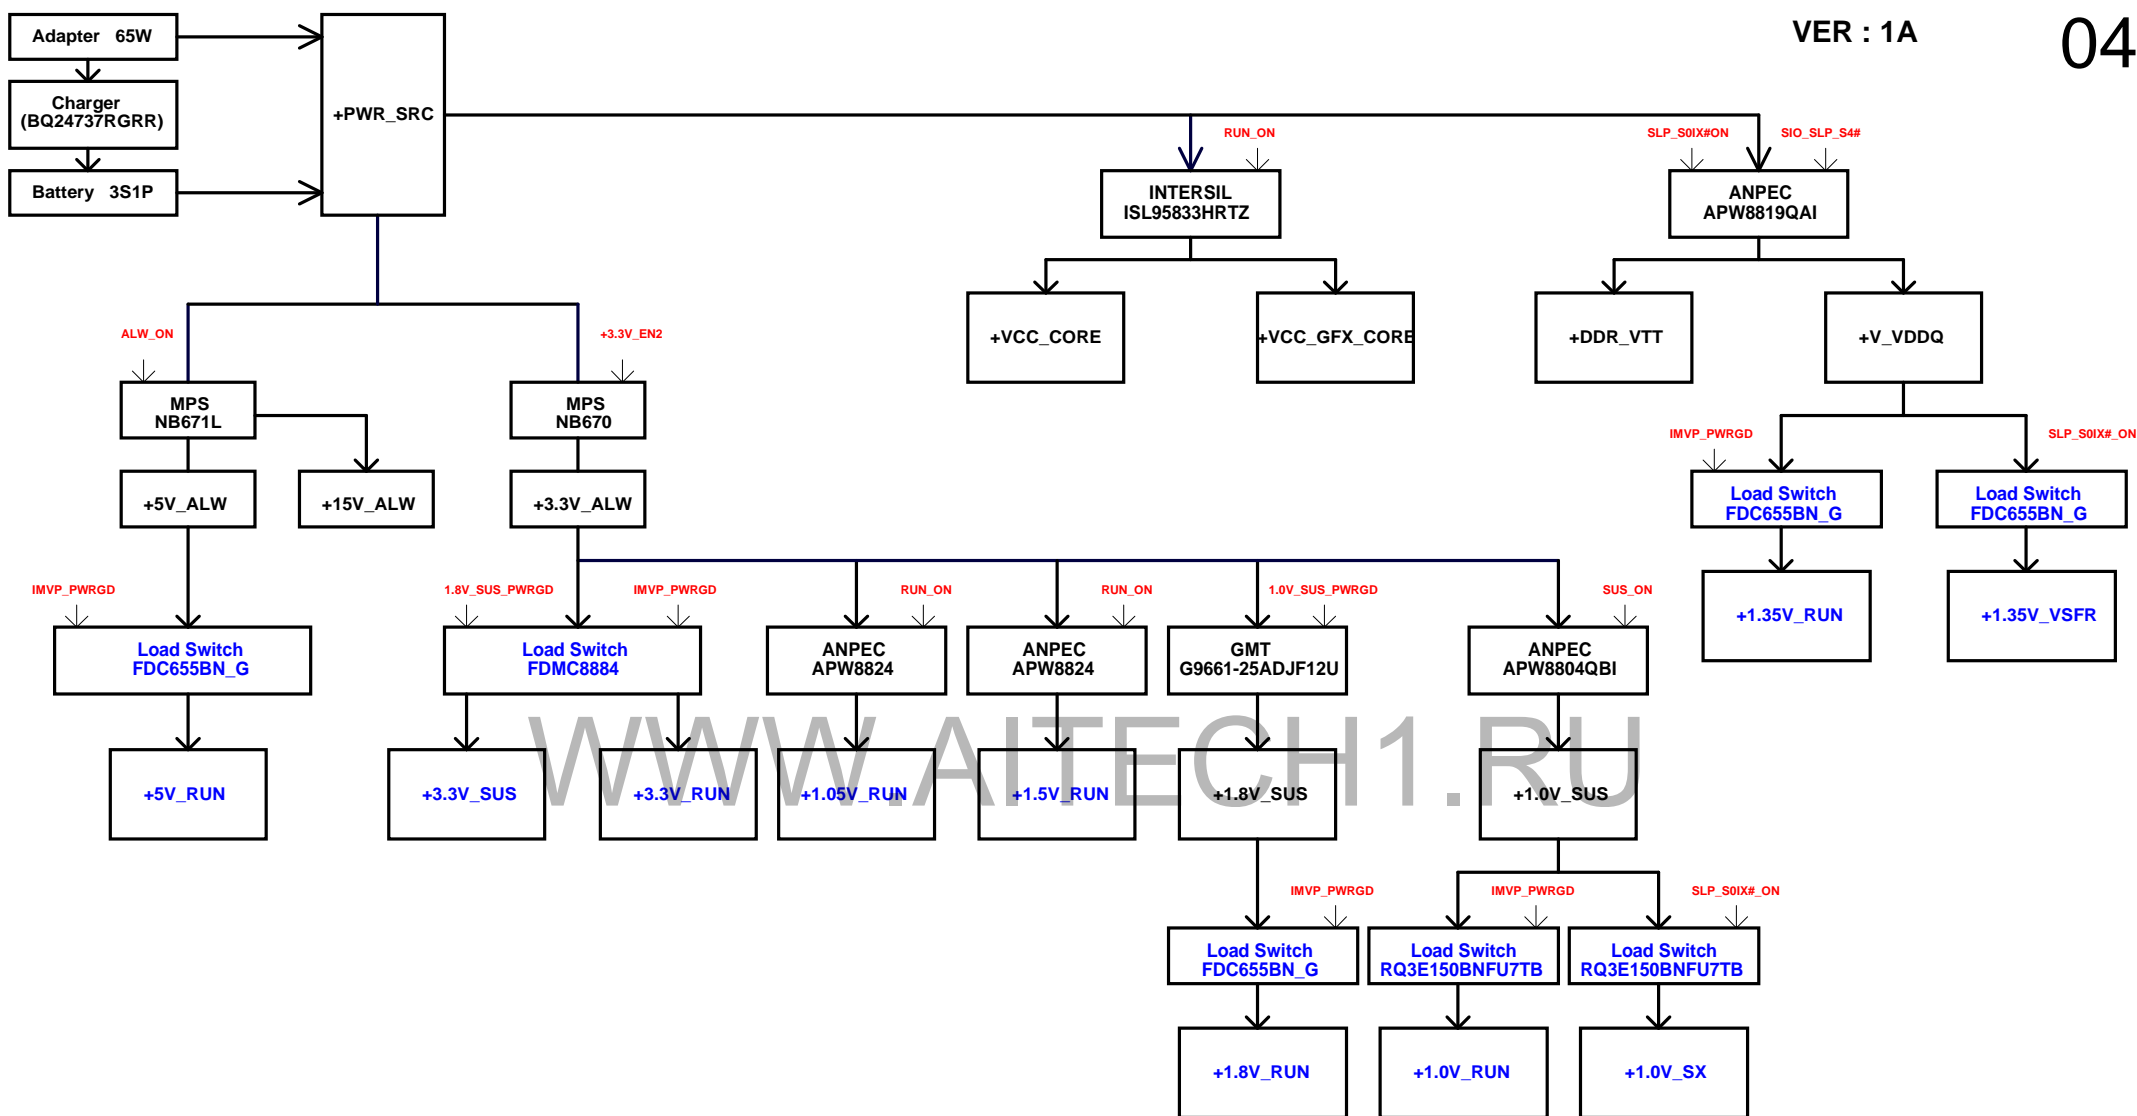 VER : 1A
04
Adapter 65W
Charger
(BQ24737RGRR)
Battery 3S1P
+PWR_SRC
RUN_ON
SLP_S0IX#ON
SIO_SLP_S4#
INTERSIL
ISL95833HRTZ
ANPEC
APW8819QAI
+VCC_CORE
+VCC_GFX_CORE
+DDR_VTT
+V_VDDQ
ALW_ON
+3.3V_EN2
MPS
NB671L
MPS
NB670
IMVP_PWRGD
SLP_S0IX#_ON
+5V_ALW
+15V_ALW
+3.3V_ALW
Load Switch
FDC655BN_G
Load Switch
FDC655BN_G
IMVP_PWRGD
1.8V_SUS_PWRGD
IMVP_PWRGD
RUN_ON
RUN_ON
1.0V_SUS_PWRGD
SUS_ON
+1.35V_RUN
+1.35V_VSFR
Load Switch
FDC655BN_G
Load Switch
FDMC8884
ANPEC
APW8824
ANPEC
APW8824
GMT
G9661-25ADJF12U
ANPEC
APW8804QBI
WWW.AITECH1.RU
+5V_RUN
+3.3V_SUS
+3.3V_RUN
+1.05V_RUN
+1.5V_RUN
+1.8V_SUS
+1.0V_SUS
IMVP_PWRGD
IMVP_PWRGD
SLP_S0IX#_ON
Load Switch
FDC655BN_G
Load Switch
RQ3E150BNFU7TB
Load Switch
RQ3E150BNFU7TB
+1.8V_RUN
+1.0V_RUN
+1.0V_SX